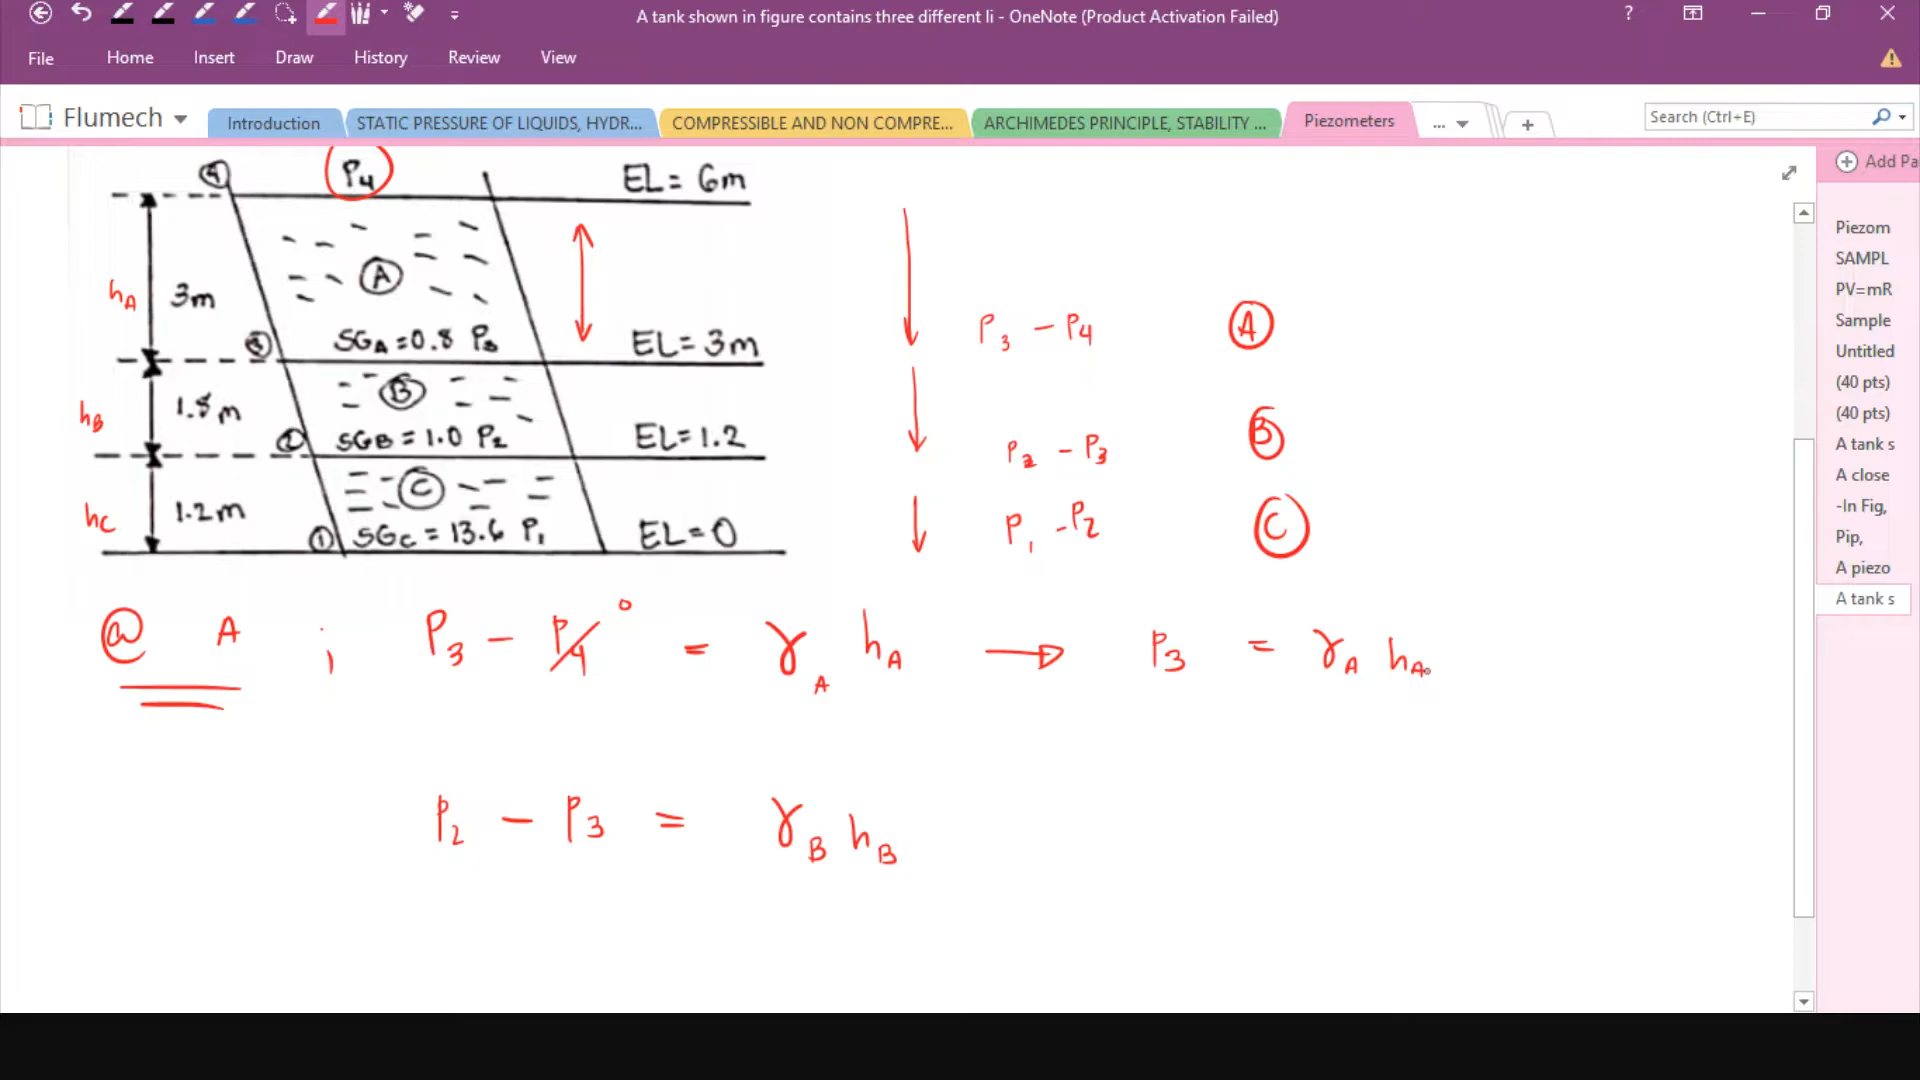 A tank shown in figure contains three different li - OneNote (Product Activation Failed)
?
File Home Insert Draw History Review View
Flumech
Introduction
STATIC PRESSURE OF LIQUIDS, HYDR...
COMPRESSIBLE AND NON COMPRE...
ARCHIMEDES PRINCIPLE, STABILITY ...
Piezometers
...
+
Search (Ctrl+E)
Add Pa
Piezom
SAMPL
PV=mR
Sample
Untitled
(40 pts)
(40 pts)
A tank s
A close
-In Fig,
Pip,
A piezo
A tank s
4 P4 EL= 6m
A
hA 3m
P3 - P4 A
3 SGA = 0.8 P3 EL= 3m
B
hB 1.8m
2 SGB = 1.0 P2 EL= 1.2
P2 - P3 B
C
hC 1.2m
P1 - P2 C
1 SGC = 13.6 P1 EL= 0
@ A ; P3 - P4 0 = γA hA → P3 = γA hA
P2 - P3 = γB hB